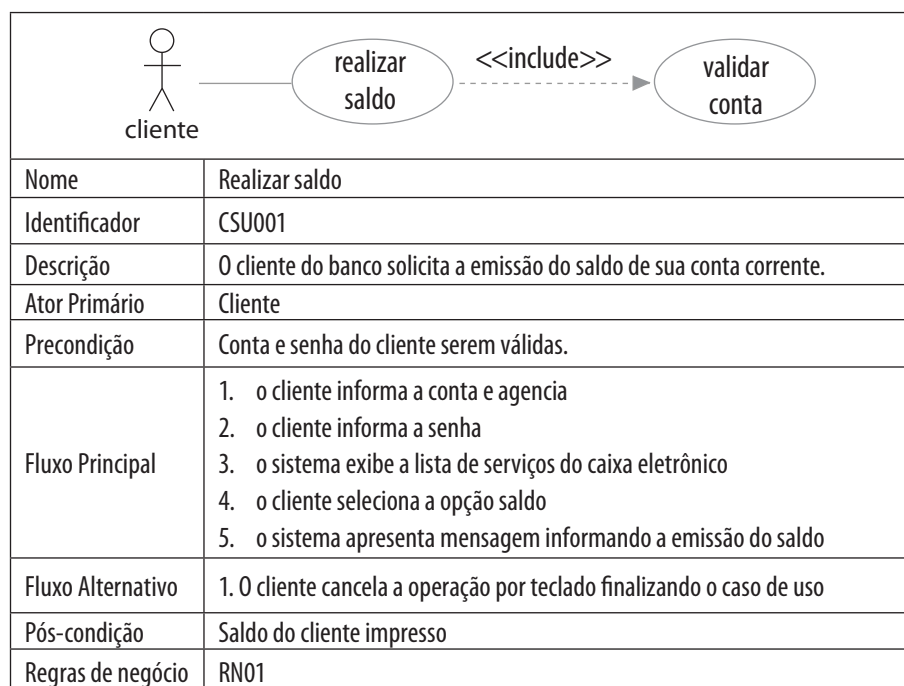 realizar
saldo
<<include>>
validar
conta
cliente
Nome Realizar saldo
Identificador CSU001
Descrição O cliente do banco solicita a emissão do saldo de sua conta corrente.
Ator Primário Cliente
Precondição Conta e senha do cliente serem válidas.
Fluxo Principal
1. o cliente informa a conta e agencia
2. o cliente informa a senha
3. o sistema exibe a lista de serviços do caixa eletrônico
4. o cliente seleciona a opção saldo
5. o sistema apresenta mensagem informando a emissão do saldo
Fluxo Alternativo 1. O cliente cancela a operação por teclado finalizando o caso de uso
Pós-condição Saldo do cliente impresso
Regras de negócio RN01